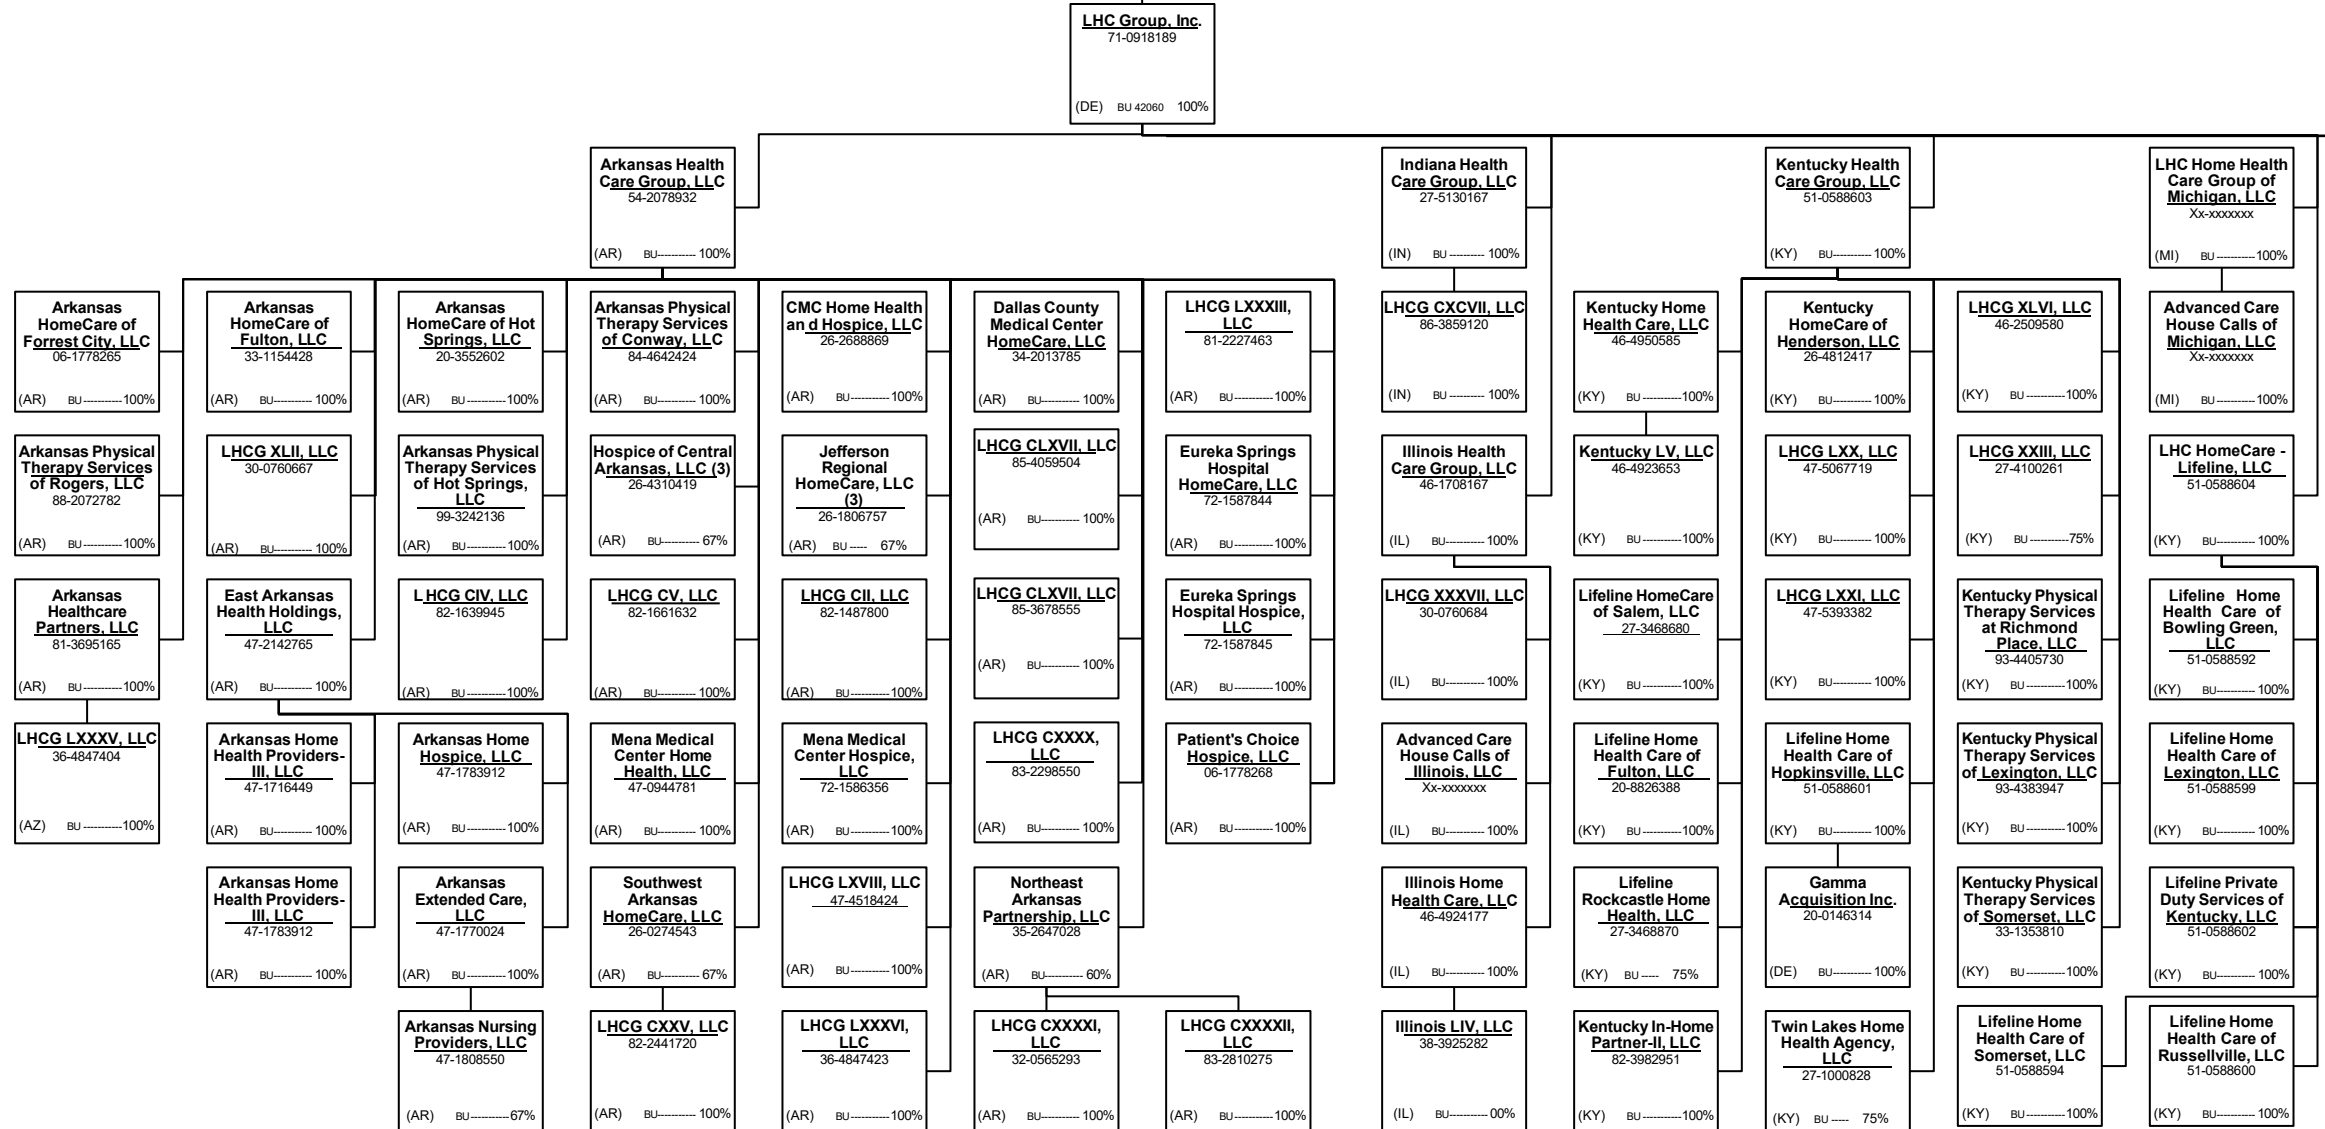 LHC Group, Inc.
71-0918189
(DE) BU 42060 100%
Arkansas Health
Care Group, LLC
54-2078932
(AR) BU----------- 100%
Indiana Health
Care Group, LLC
27-5130167
(IN) BU ----------- 100%
Kentucky Health
Care Group, LLC
51-0588603
(KY) BU----------- 100%
LHC Home Health
Care Group of
Michigan, LLC
Xx-xxxxxxx
(MI) BU -----------100%
Arkansas
HomeCare of
Forrest City, LLC
06-1778265
(AR) BU -----------100%
Arkansas
HomeCare of
Fulton, LLC
33-1154428
(AR) BU----------- 100%
Arkansas
HomeCare of Hot
Springs, LLC
20-3552602
(AR) BU -----------100%
Arkansas Physical
Therapy Services
of Conway, LLC
84-4642424
(AR) BU----------- 100%
CMC Home Health
an d Hospice, LLC
26-2688869
(AR) BU -----------100%
Dallas County
Medical Center
HomeCare, LLC
34-2013785
(AR) BU----------- 100%
LHCG LXXXIII,
LLC
81-2227463
(AR) BU -----------100%
LHCG CXCVII, LLC
86-3859120
(IN) BU ----------- 100%
Kentucky Home
Health Care, LLC
46-4950585
(KY) BU -----------100%
Kentucky
HomeCare of
Henderson, LLC
26-4812417
(KY) BU----------- 100%
LHCG XLVI, LLC
46-2509580
(KY) BU -----------100%
Advanced Care
House Calls of
Michigan, LLC
Xx-xxxxxxx
(MI) BU -----------100%
Arkansas Physical
Therapy Services
of Rogers, LLC
88-2072782
(AR) BU -----------100%
LHCG XLII, LLC
30-0760667
(AR) BU----------- 100%
Arkansas Physical
Therapy Services
of Hot Springs,
LLC
99-3242136
(AR) BU -----------100%
Hospice of Central
Arkansas, LLC (3)
26-4310419
(AR) BU----------- 67%
Jefferson
Regional
HomeCare, LLC
(3)
26-1806757
(AR) BU ----- 67%
LHCG CLXVII, LLC
85-4059504
(AR) BU----------- 100%
Eureka Springs
Hospital
HomeCare, LLC
72-1587844
(AR) BU -----------100%
Illinois Health
Care Group, LLC
46-1708167
(IL) BU----------- 100%
Kentucky LV, LLC
46-4923653
(KY) BU -----------100%
LHCG LXX, LLC
47-5067719
(KY) BU----------- 100%
LHCG XXIII, LLC
27-4100261
(KY) BU -----------75%
LHC HomeCare -
Lifeline, LLC
51-0588604
(KY) BU----------- 100%
Arkansas
Healthcare
Partners, LLC
81-3695165
(AR) BU -----------100%
East Arkansas
Health Holdings,
LLC
47-2142765
(AR) BU----------- 100%
L HCG CIV, LLC
82-1639945
(AR) BU -----------100%
LHCG CV, LLC
82-1661632
(AR) BU----------- 100%
LHCG CII, LLC
82-1487800
(AR) BU -----------100%
LHCG CLXVII, LLC
85-3678555
(AR) BU----------- 100%
Eureka Springs
Hospital Hospice,
LLC
72-1587845
(AR) BU -----------100%
LHCG XXXVII, LLC
30-0760684
(IL) BU----------- 100%
Lifeline HomeCare
of Salem, LLC
27-3468680
(KY) BU -----------100%
LHCG LXXI, LLC
47-5393382
(KY) BU----------- 100%
Kentucky Physical
Therapy Services
at Richmond
Place, LLC
93-4405730
(KY) BU -----------100%
Lifeline Home
Health Care of
Bowling Green,
LLC
51-0588592
(KY) BU----------- 100%
LHCG LXXXV, LLC
36-4847404
(AZ) BU -----------100%
Arkansas Home
Health Providers-
III, LLC
47-1716449
(AR) BU----------- 100%
Arkansas Home
Hospice, LLC
47-1783912
(AR) BU -----------100%
Mena Medical
Center Home
Health, LLC
47-0944781
(AR) BU----------- 100%
Mena Medical
Center Hospice,
LLC
72-1586356
(AR) BU -----------100%
LHCG CXXXX,
LLC
83-2298550
(AR) BU----------- 100%
Patient's Choice
Hospice, LLC
06-1778268
(AR) BU -----------100%
Advanced Care
House Calls of
Illinois, LLC
Xx-xxxxxxx
(IL) BU----------- 100%
Lifeline Home
Health Care of
Fulton, LLC
20-8826388
(KY) BU -----------100%
Lifeline Home
Health Care of
Hopkinsville, LLC
51-0588601
(KY) BU----------- 100%
Kentucky Physical
Therapy Services
of Lexington, LLC
93-4383947
(KY) BU -----------100%
Lifeline Home
Health Care of
Lexington, LLC
51-0588599
(KY) BU----------- 100%
Arkansas Home
Health Providers-
III, LLC
47-1783912
(AR) BU----------- 100%
Arkansas
Extended Care,
LLC
47-1770024
(AR) BU -----------100%
Southwest
Arkansas
HomeCare, LLC
26-0274543
(AR) BU----------- 67%
LHCG LXVIII, LLC
47-4518424
(AR) BU -----------100%
Northeast
Arkansas
Partnership, LLC
35-2647028
(AR) BU----------- 60%
Illinois Home
Health Care, LLC
46-4924177
(IL) BU----------- 100%
Lifeline
Rockcastle Home
Health, LLC
27-3468870
(KY) BU ----- 75%
Gamma
Acquisition Inc.
20-0146314
(DE) BU----------- 100%
Kentucky Physical
Therapy Services
of Somerset, LLC
33-1353810
(KY) BU -----------100%
Lifeline Private
Duty Services of
Kentucky, LLC
51-0588602
(KY) BU----------- 100%
Arkansas Nursing
Providers, LLC
47-1808550
(AR) BU -----------67%
LHCG CXXV, LLC
82-2441720
(AR) BU----------- 100%
LHCG LXXXVI,
LLC
36-4847423
(AR) BU -----------100%
LHCG CXXXXI,
LLC
32-0565293
(AR) BU----------- 100%
LHCG CXXXXII,
LLC
83-2810275
(AR) BU -----------100%
Illinois LIV, LLC
38-3925282
(IL) BU----------- 00%
Kentucky In-Home
Partner-II, LLC
82-3982951
(KY) BU -----------100%
Twin Lakes Home
Health Agency,
LLC
27-1000828
(KY) BU ----- 75%
Lifeline Home
Health Care of
Somerset, LLC
51-0588594
(KY) BU -----------100%
Lifeline Home
Health Care of
Russellville, LLC
51-0588600
(KY) BU----------- 100%